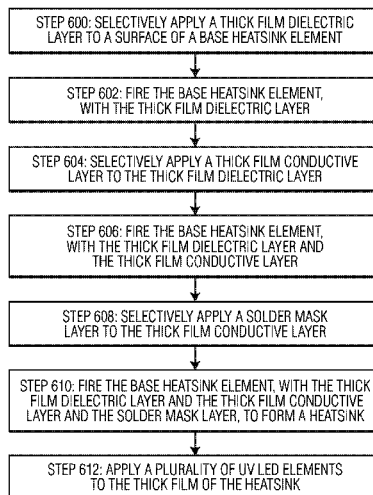 STEP 600: SELECTIVELY APPLY A THICK FILM DIELECTRIC
LAYER TO A SURFACE OF A BASE HEATSINK ELEMENT
STEP 602: FIRE THE BASE HEATSINK ELEMENT,
WITH THE THICK FILM DIELECTRIC LAYER
STEP 604: SELECTIVELY APPLY A THICK FILM CONDUCTIVE
LAYER TO THE THICK FILM DIELECTRIC LAYER
STEP 606: FIRE THE BASE HEATSINK ELEMENT,
WITH THE THICK FILM DIELECTRIC LAYER AND
THE THICK FILM CONDUCTIVE LAYER
STEP 608: SELECTIVELY APPLY A SOLDER MASK
LAYER TO THE THICK FILM CONDUCTIVE LAYER
STEP 610: FIRE THE BASE HEATSINK ELEMENT, WITH THE THICK
FILM DIELECTRIC LAYER AND THE THICK FILM CONDUCTIVE
LAYER AND THE SOLDER MASK LAYER, TO FORM A HEATSINK
STEP 612: APPLY A PLURALITY OF UV LED ELEMENTS
TO THE THICK FILM OF THE HEATSINK